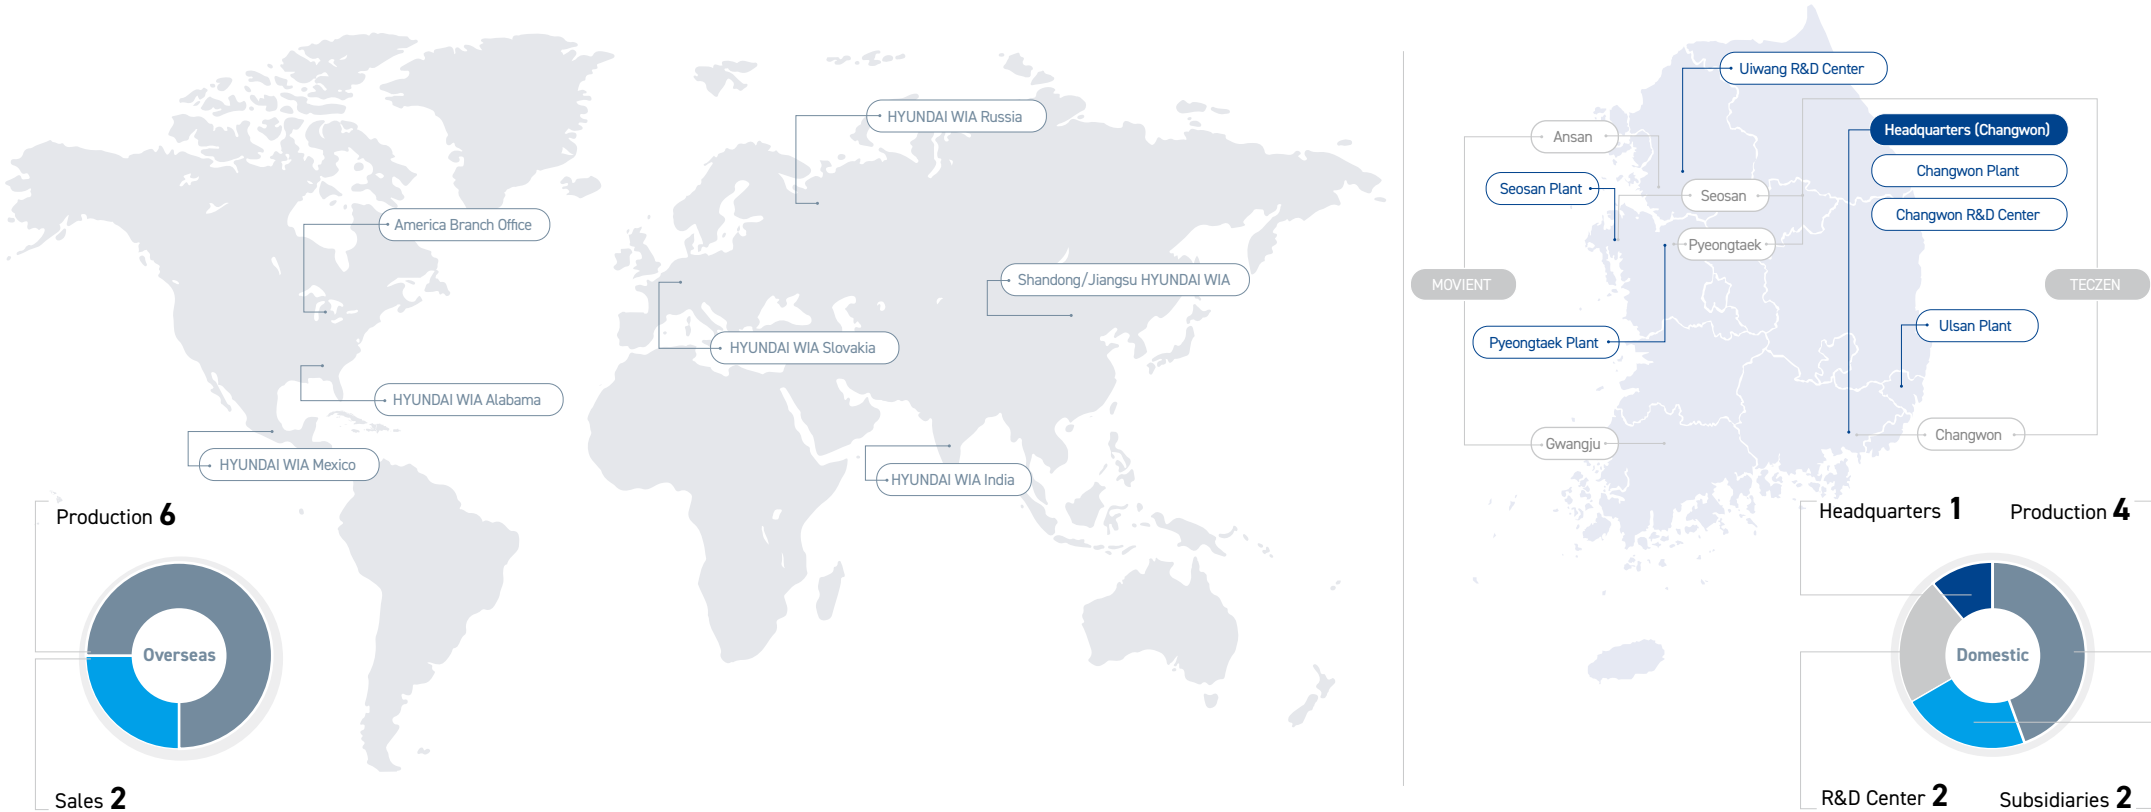 HYUNDAI WIA Russia
America Branch Office
Shandong/Jiangsu HYUNDAI WIA
HYUNDAI WIA Slovakia
HYUNDAI WIA Alabama
HYUNDAI WIA Mexico
HYUNDAI WIA India
Production 6
Overseas
Sales 2
Uiwang R&D Center
Ansan
Headquarters (Changwon)
Changwon Plant
Seosan Plant
Seosan
Changwon R&D Center
Pyeongtaek
MOVIENT
TECZEN
Ulsan Plant
Pyeongtaek Plant
Changwon
Gwangju
Headquarters 1
Production 4
Domestic
R&D Center 2
Subsidiaries 2